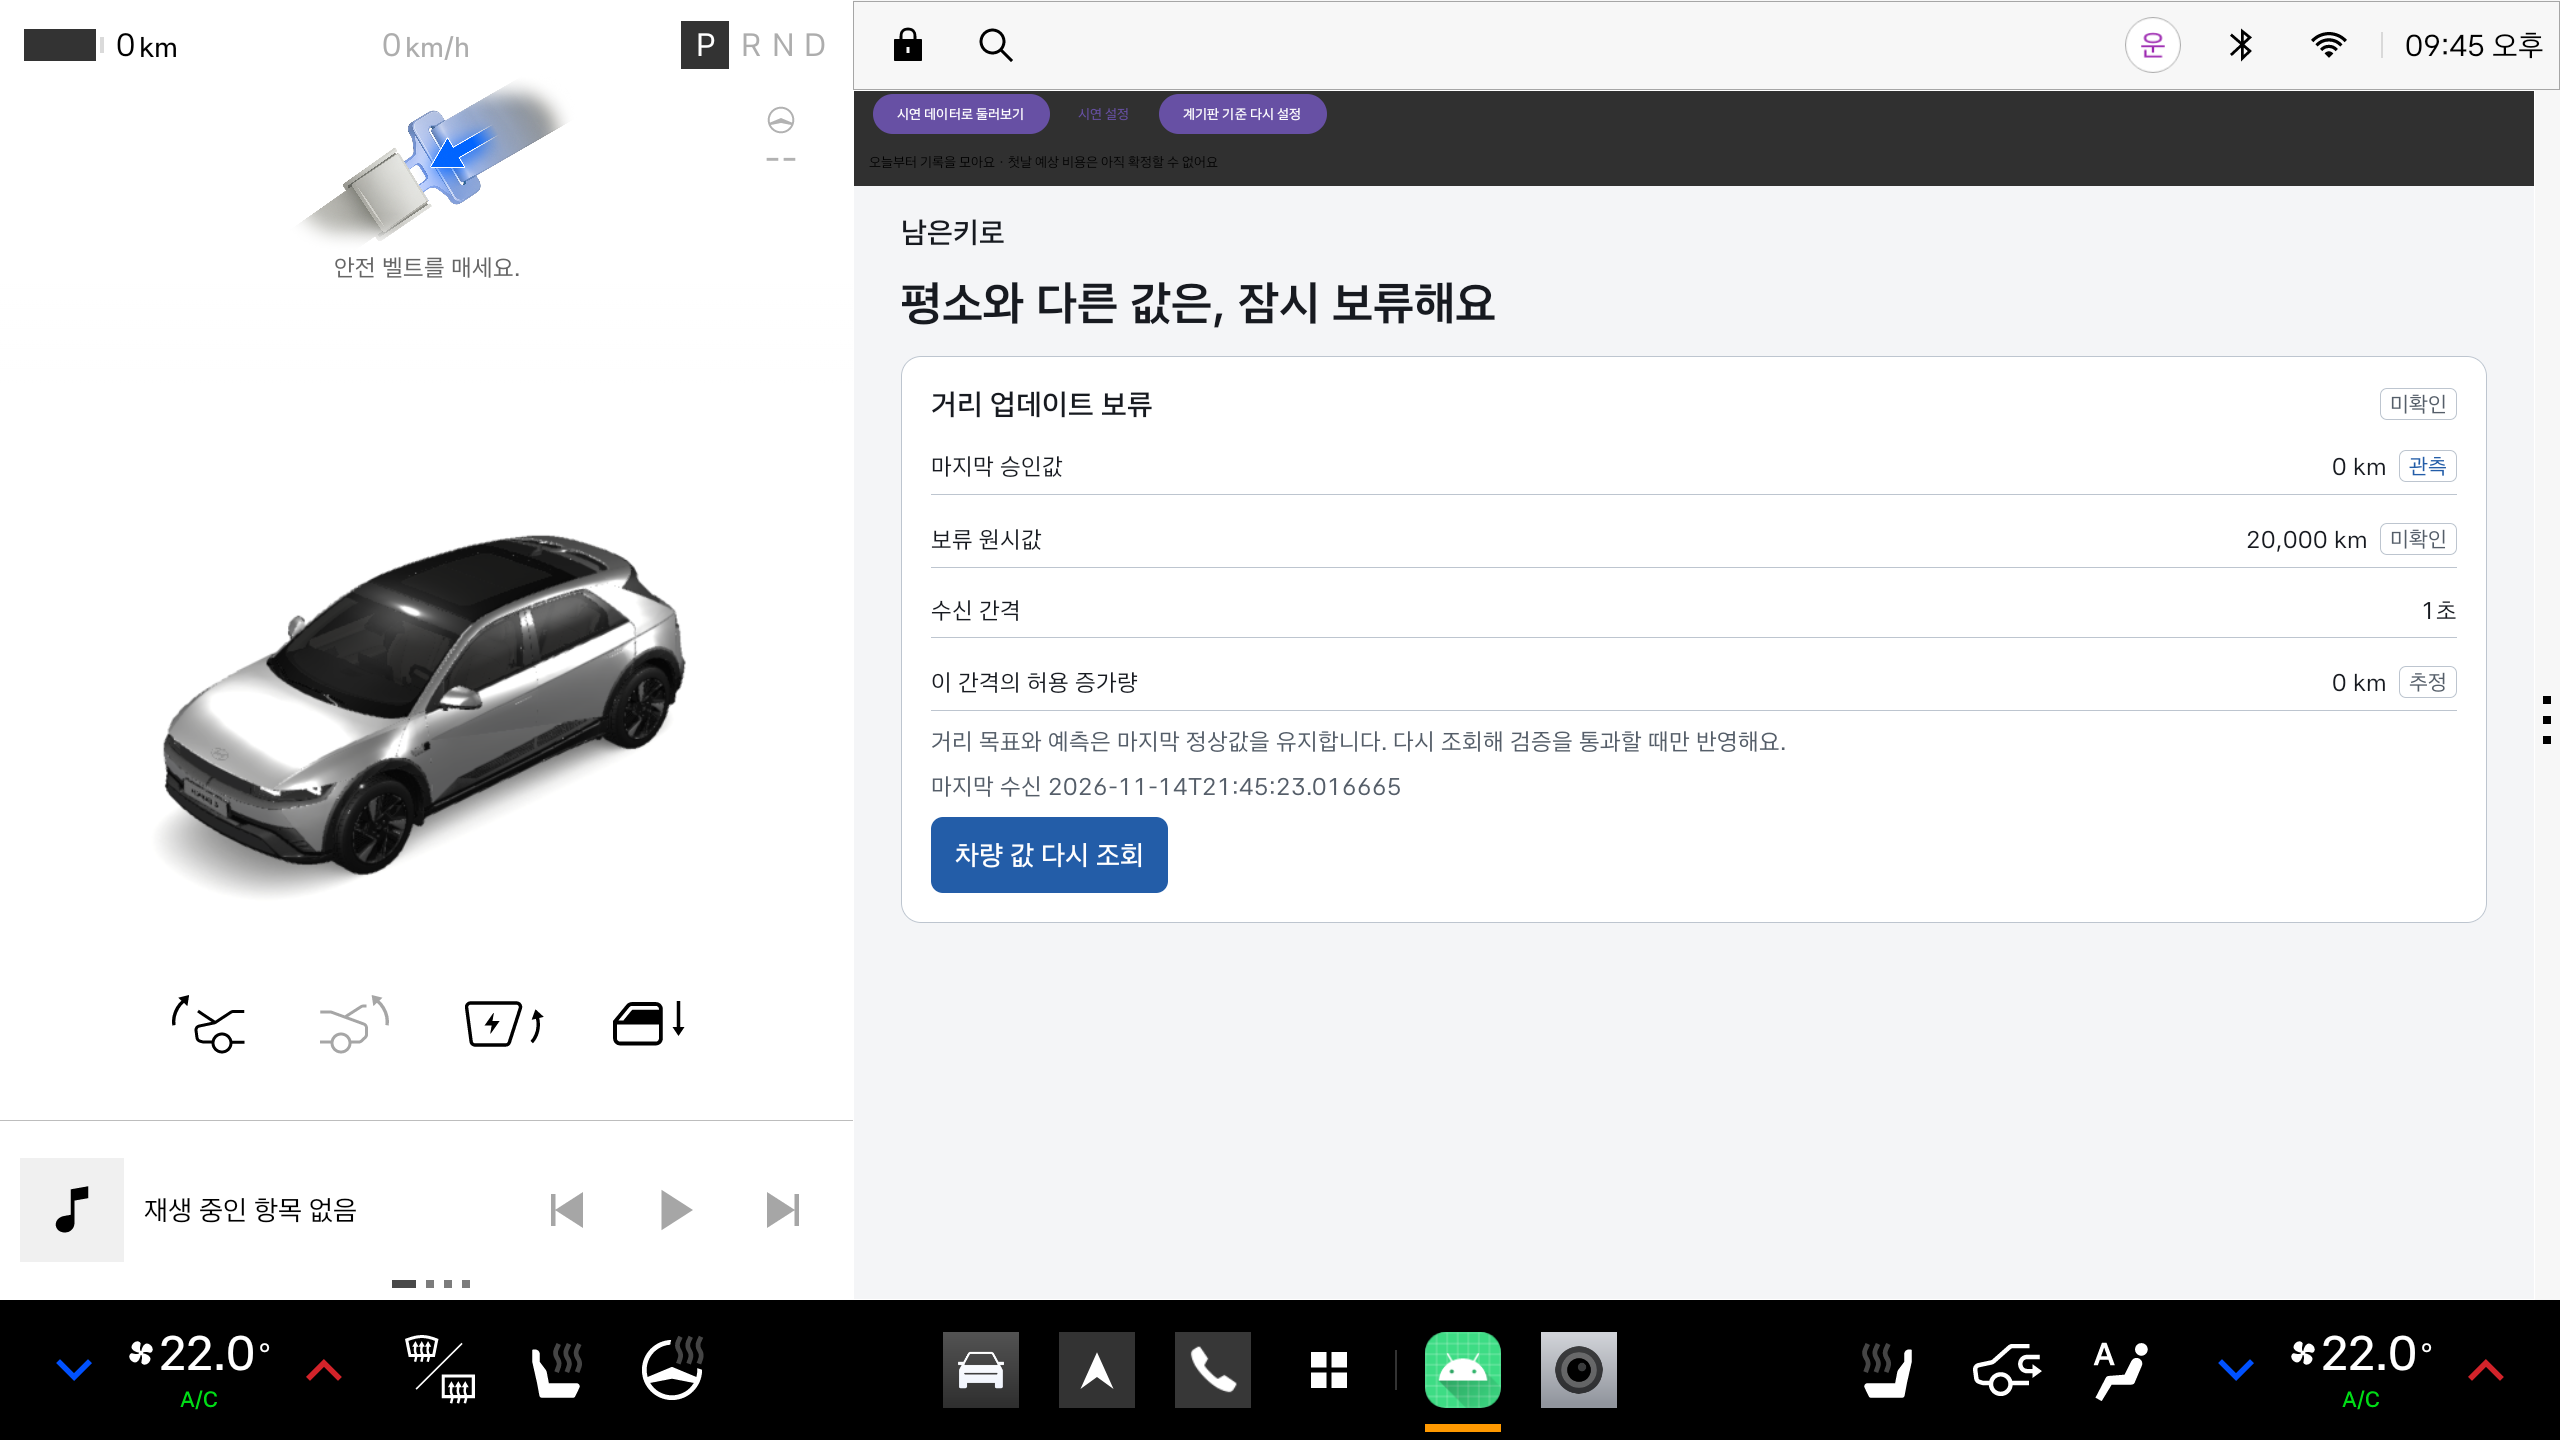 0 km
0 km/h
P R N D
안전 벨트를 매세요.
재생 중인 항목 없음
운
09:45 오후
시연 데이터로 둘러보기
시연 설정
계기판 기준 다시 설정
오늘부터 기록을 모아요 · 첫날 예상 비용은 아직 확정할 수 없어요
남은키로
평소와 다른 값은, 잠시 보류해요
거리 업데이트 보류 미확인
마지막 승인값 0 km 관측
보류 원시값 20,000 km 미확인
수신 간격 1초
이 간격의 허용 증가량 0 km 추정
거리 목표와 예측은 마지막 정상값을 유지합니다. 다시 조회해 검증을 통과할 때만 반영해요.
마지막 수신 2026-11-14T21:45:23.016665
차량 값 다시 조회
22.0°
A/C
A
22.0°
A/C